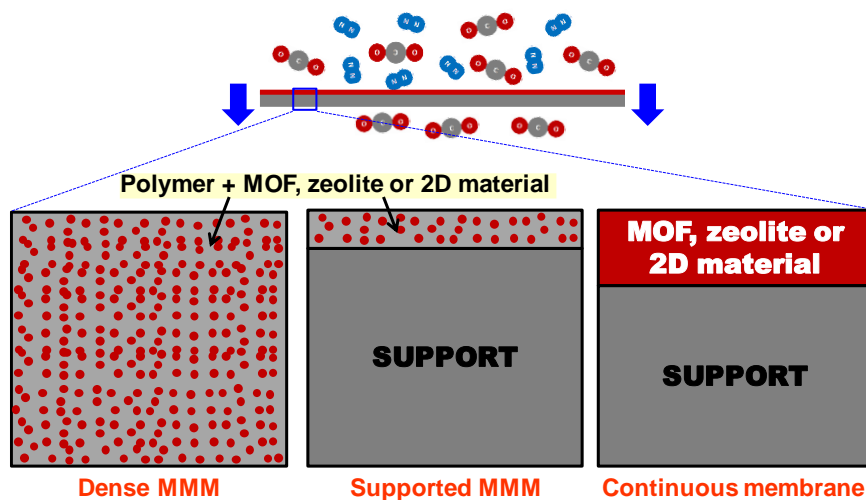 N N
N N
O C O
N N
O C O
N N
N N
N N
O C O
N N
O C O
O C O
O C O
O C O
Polymer + MOF, zeolite or 2D material
MOF, zeolite or
2D material
SUPPORT
SUPPORT
Dense MMM
Supported MMM
Continuous membrane